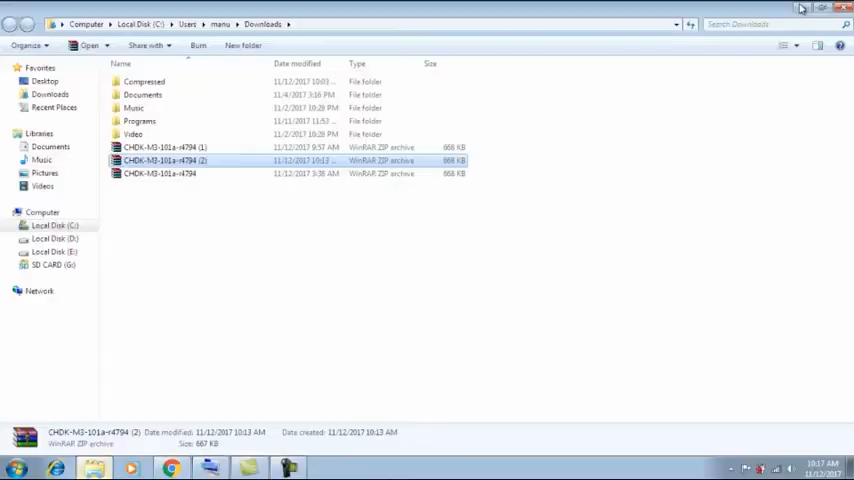 Computer Local Disk (C:) Users manu Downloads Search Downloads
Organize Open Share with Burn New folder
Name Date modified Type Size
Favorites
Desktop
Downloads
Recent Places
Libraries
Documents
Music
Pictures
Videos
Computer
Local Disk (C:)
Local Disk (D:)
Local Disk (E:)
SD CARD (G:)
Network
Compressed 11/12/2017 10:03 ... File folder
Documents 11/4/2017 3:16 PM File folder
Music 11/2/2017 10:28 PM File folder
Programs 11/11/2017 11:53 ... File folder
Video 11/2/2017 10:28 PM File folder
CHDK-M3-101a-r4794 (1) 11/12/2017 9:57 AM WinRAR ZIP archive 668 KB
CHDK-M3-101a-r4794 (2) 11/12/2017 10:13 ... WinRAR ZIP archive 668 KB
CHDK-M3-101a-r4794 11/12/2017 3:38 AM WinRAR ZIP archive 668 KB
CHDK-M3-101a-r4794 (2) Date modified: 11/12/2017 10:13 AM Date created: 11/12/2017 10:13 AM
WinRAR ZIP archive Size: 667 KB
10:17 AM
11/12/2017